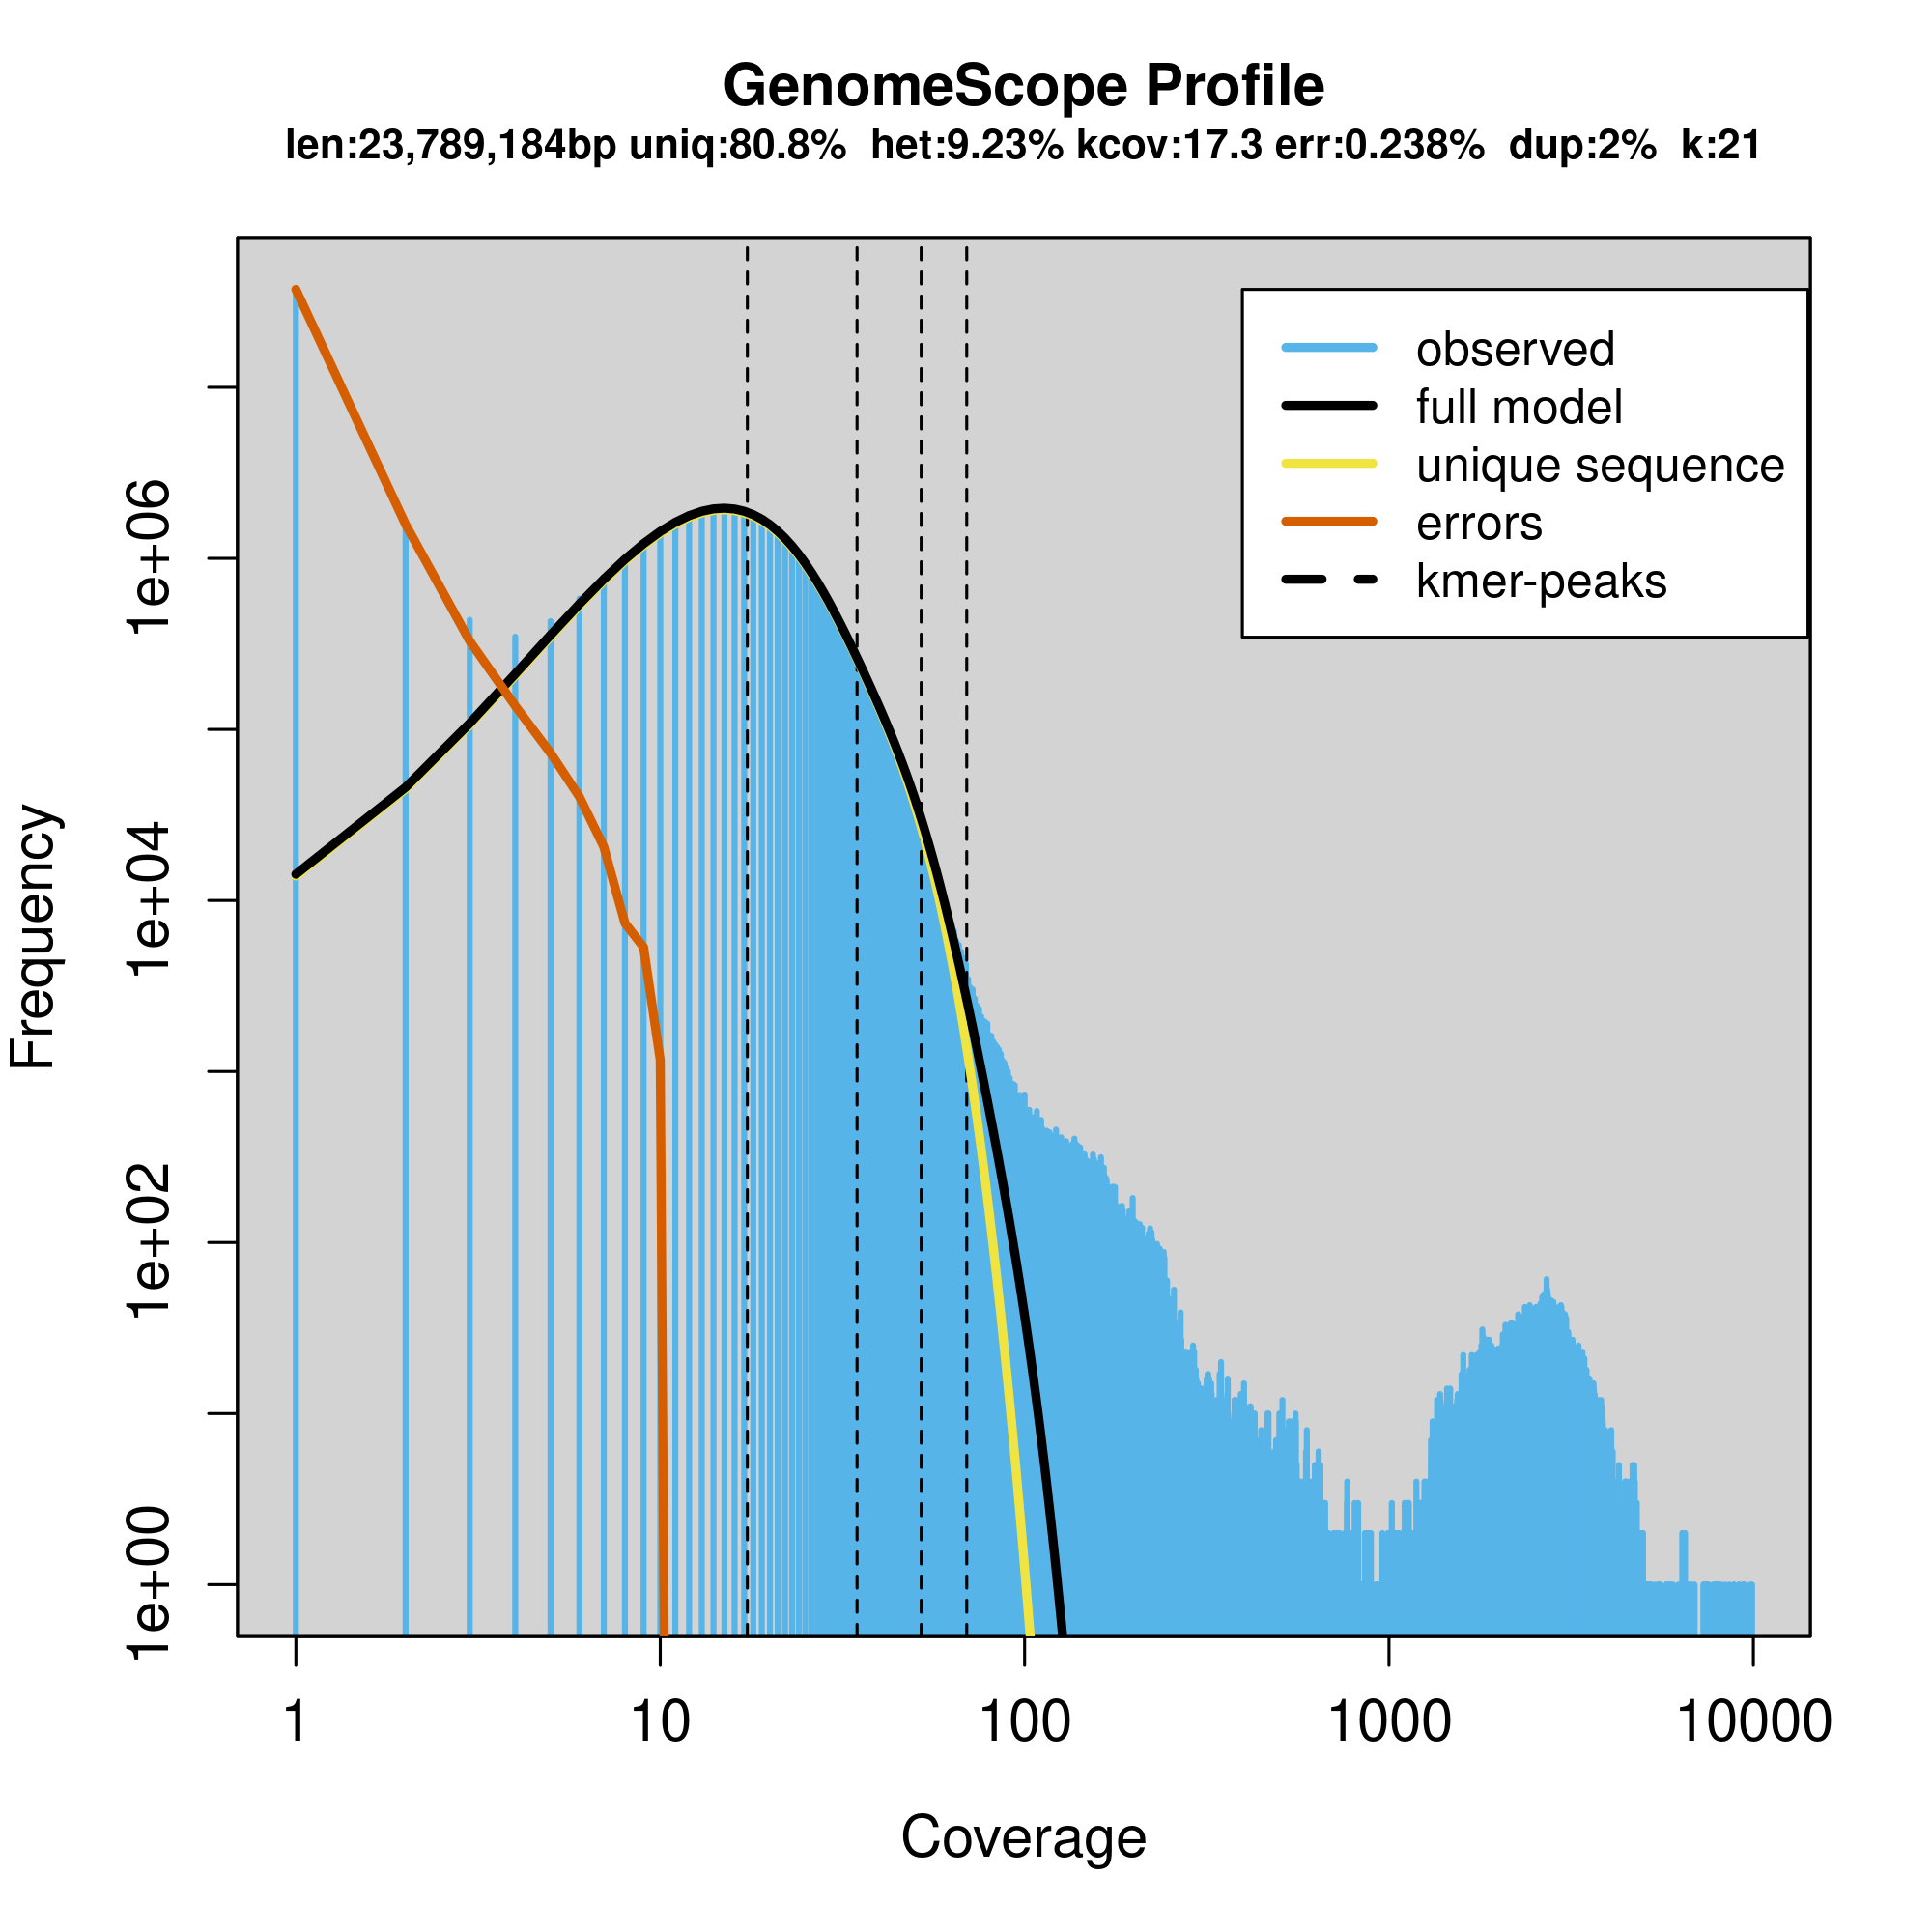 GenomeScope Profile
len:23,789,184bp uniq:80.8% het:9.23% kcov:17.3 err:0.238% dup:2% k:21
observed
full model
unique sequence
errors
kmer-peaks
Frequency
1e+06
1e+04
1e+02
1e+00
1 10 100 1000 10000
Coverage